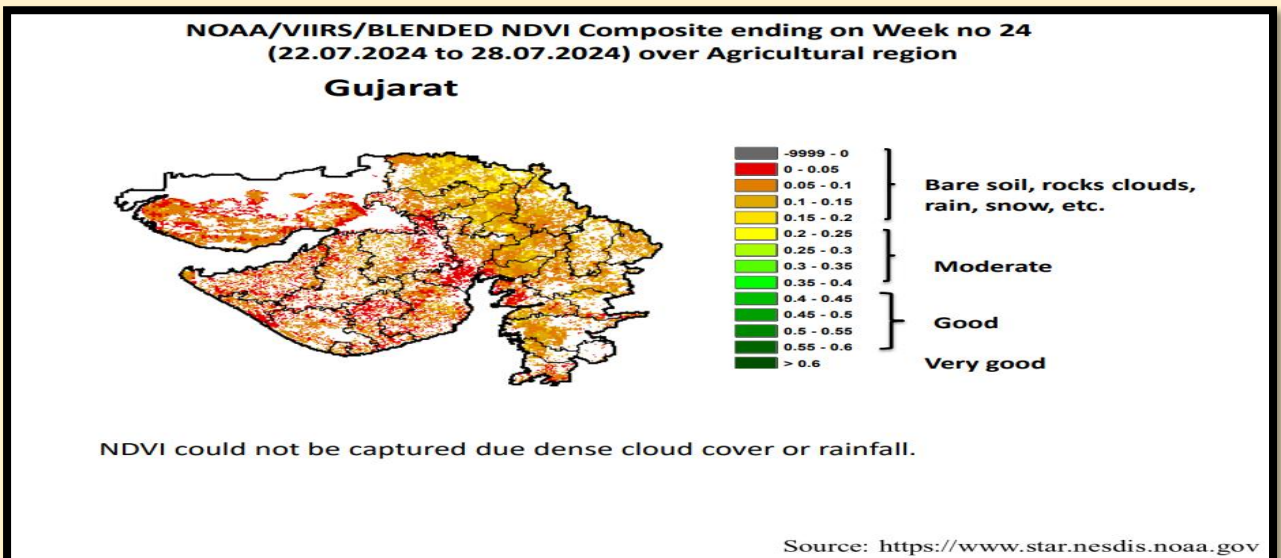 NOAA/VIIRS/BLENDED NDVI Composite ending on Week no 24
(22.07.2024 to 28.07.2024) over Agricultural region
Gujarat
-9999 - 0
0 - 0.05
0.05 - 0.1
0.1 - 0.15
0.15 - 0.2
0.2 - 0.25
0.25 - 0.3
0.3 - 0.35
0.35 - 0.4
0.4 - 0.45
0.45 - 0.5
0.5 - 0.55
0.55 - 0.6
> 0.6
Bare soil, rocks clouds,
rain, snow, etc.
Moderate
Good
Very good
NDVI could not be captured due dense cloud cover or rainfall.
Source: https://www.star.nesdis.noaa.gov